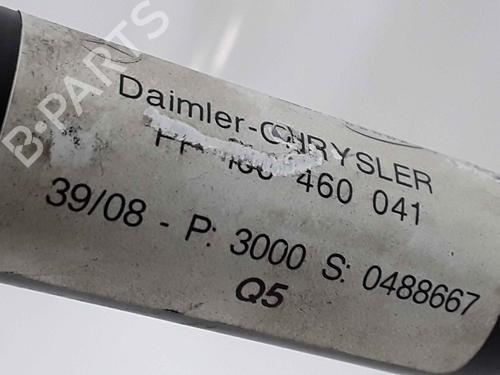 B-PARTS
Daimler-CHRYSLER
460 041
39/08 - P: 3000 S: 0488667
Q5